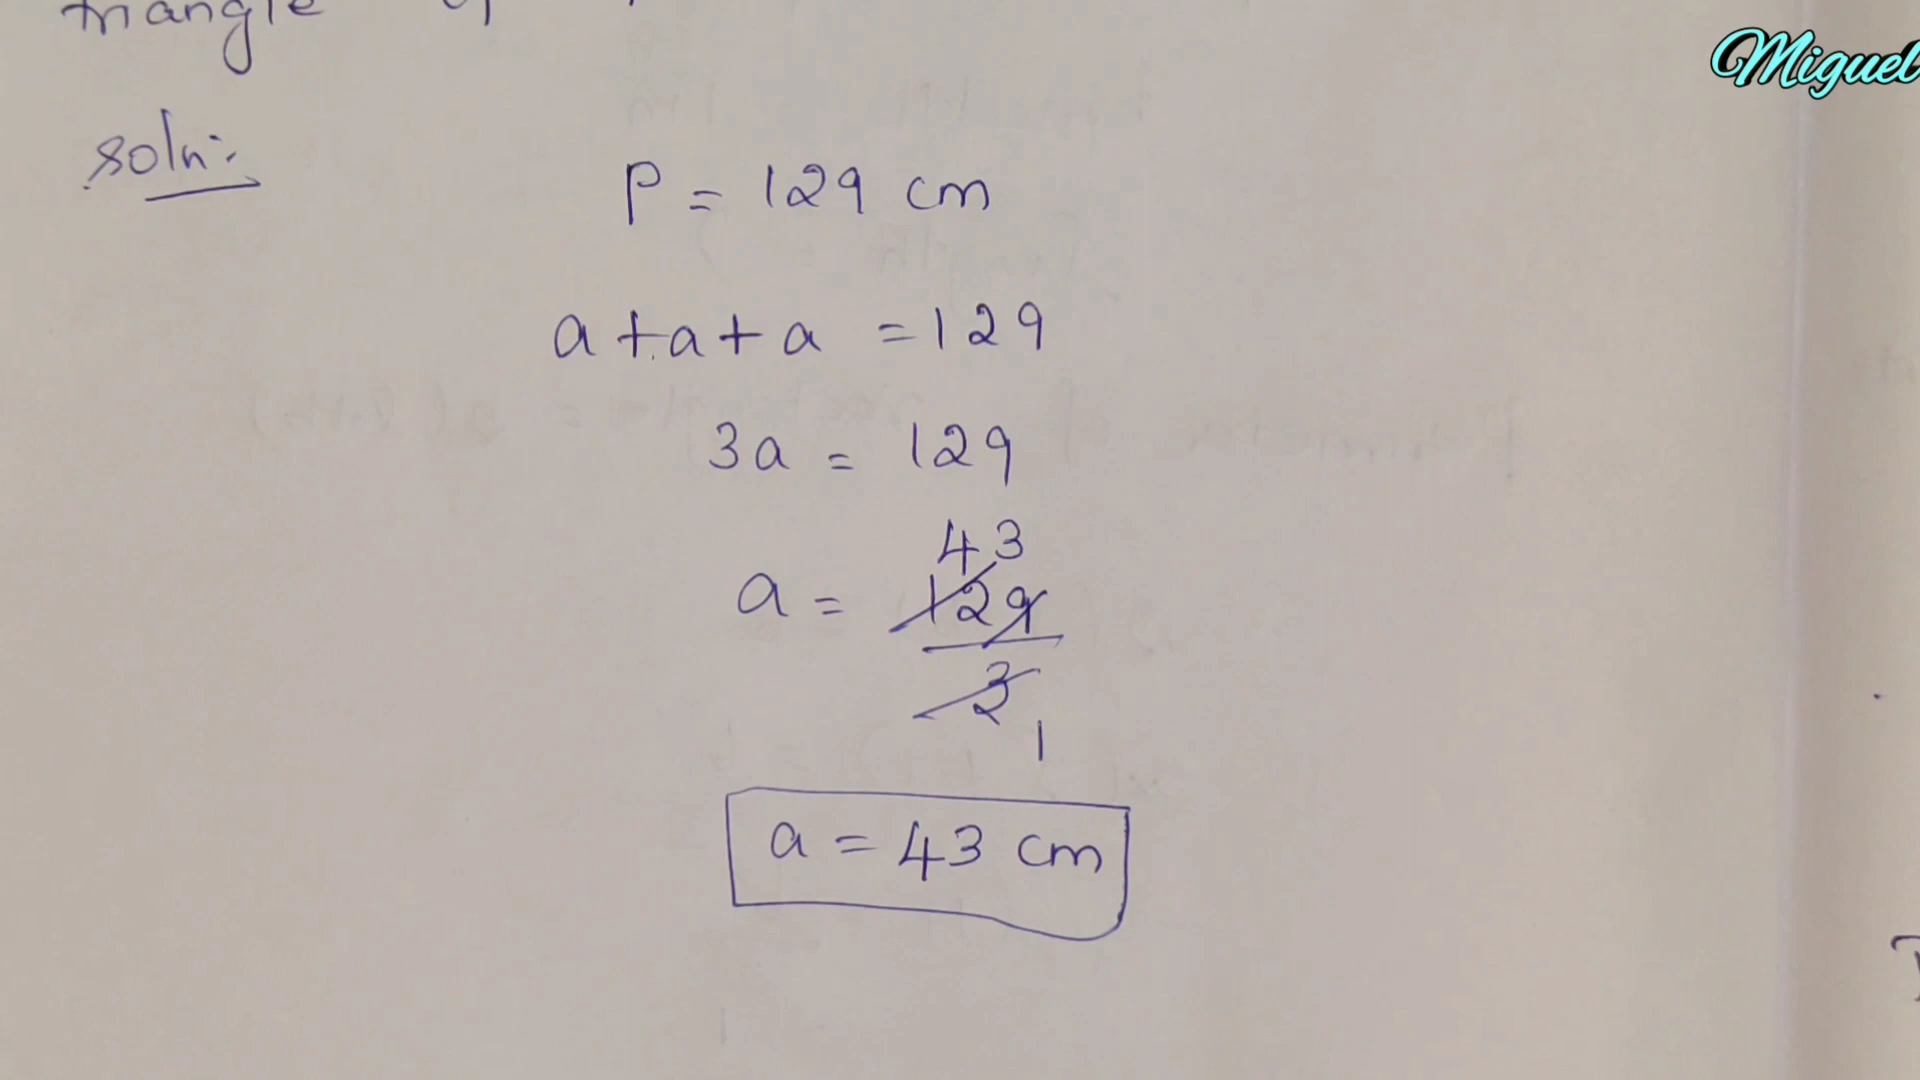 triangle
Miguel
soln:
P = 129 cm
a + a + a = 129
3a = 129
43
a = 129
3
1
a = 43 cm